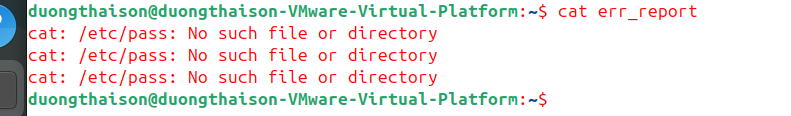 duongthaison@duongthaison-VMware-Virtual-Platform:~$ cat err_report
cat: /etc/pass: No such file or directory
cat: /etc/pass: No such file or directory
cat: /etc/pass: No such file or directory
duongthaison@duongthaison-VMware-Virtual-Platform:~$